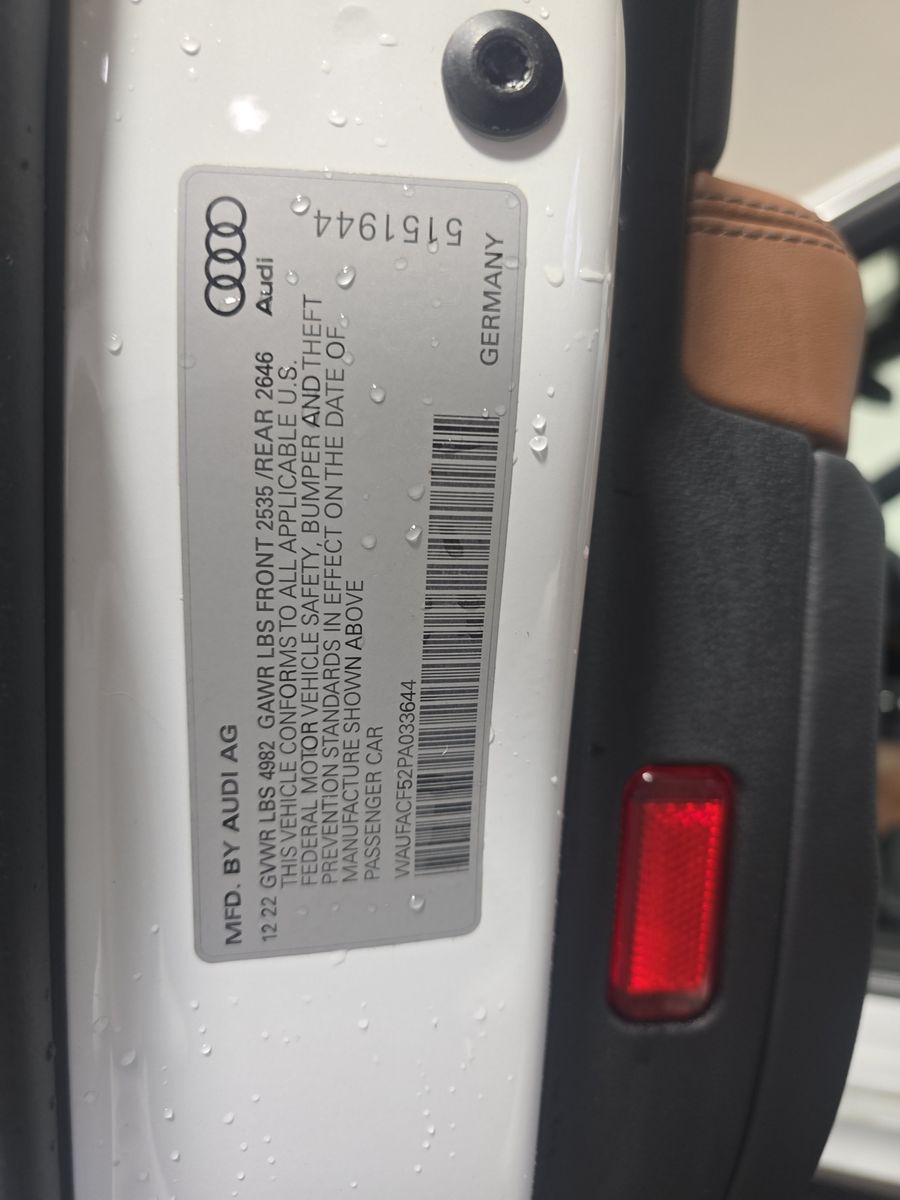 MFD. BY AUDI AG
Audi
12 22 GVWR LBS 4982 GAWR LBS FRONT 2535 /REAR 2646
THIS VEHICLE CONFORMS TO ALL APPLICABLE U.S.
FEDERAL MOTOR VEHICLE SAFETY, BUMPER AND THEFT
PREVENTION STANDARDS IN EFFECT ON THE DATE OF
MANUFACTURE SHOWN ABOVE
PASSENGER CAR
WAUFACF52PA033644
GERMANY
5151944